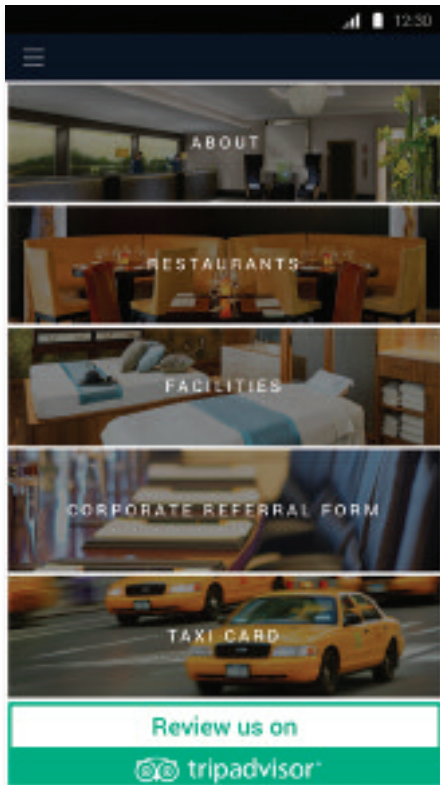 12:30
ABOUT
RESTAURANTS
FACILITIES
CORPORATE REFERRAL FORM
TAXI CARD
Review us on
tripadvisor